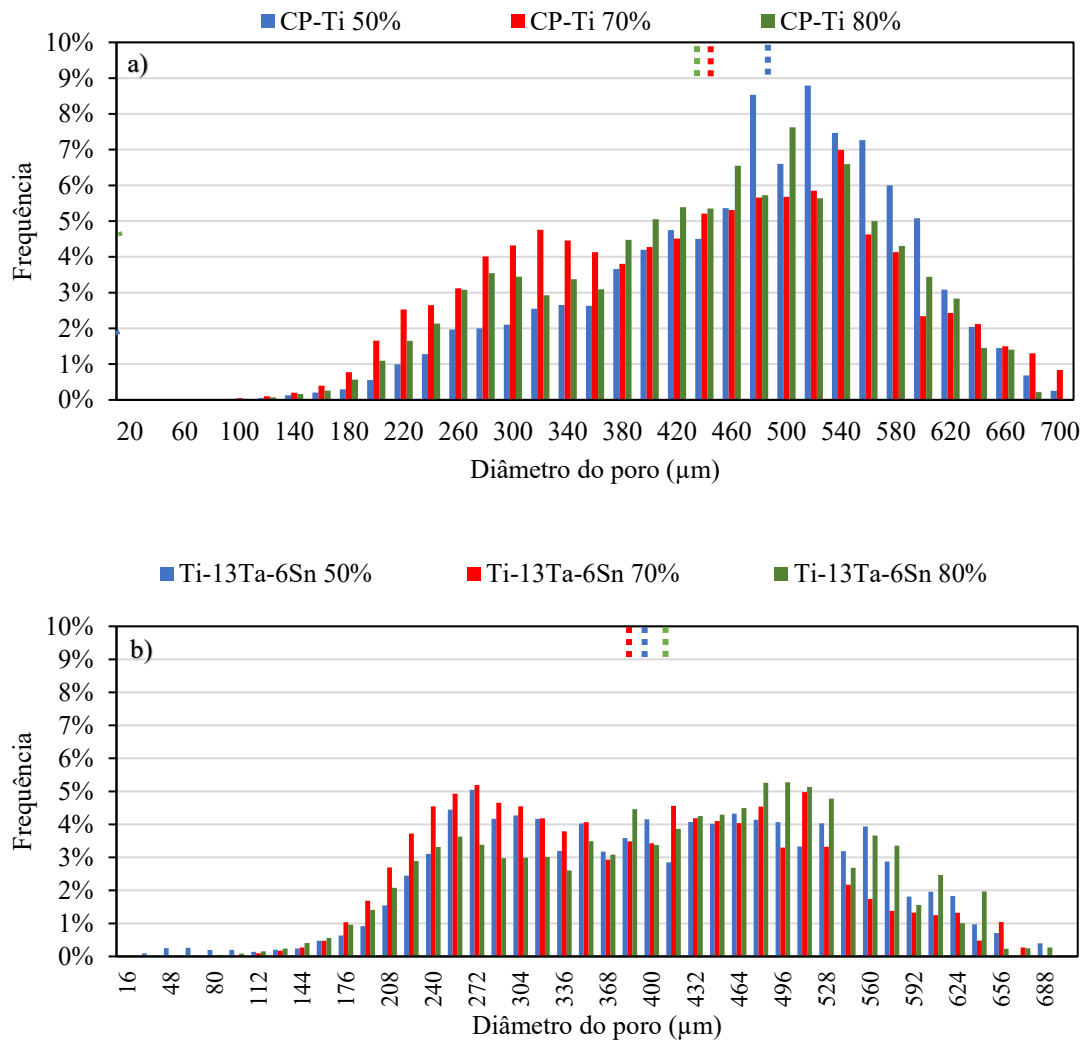 CP-Ti 50% CP-Ti 70% CP-Ti 80%
10%
a)
9%
8%
7%
6%
5%
4%
3%
2%
1%
0%
Frequência
20 60 100 140 180 220 260 300 340 380 420 460 500 540 580 620 660 700
Diâmetro do poro (µm)
Ti-13Ta-6Sn 50% Ti-13Ta-6Sn 70% Ti-13Ta-6Sn 80%
10%
b)
9%
8%
7%
6%
5%
4%
3%
2%
1%
0%
Frequência
16 48 80 112 144 176 208 240 272 304 336 368 400 432 464 496 528 560 592 624 656 688
Diâmetro do poro (µm)